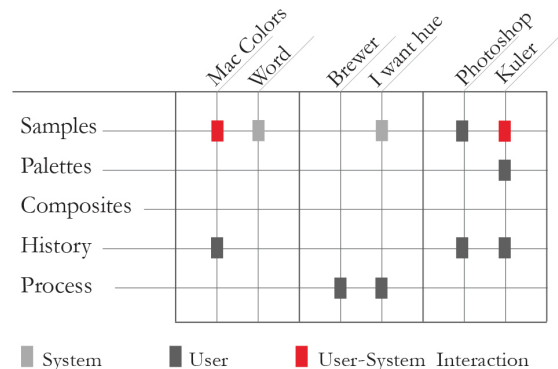 Mac Colors
Word
Brewer
I want hue
Photoshop
Kuler
Samples
Palettes
Composites
History
Process
System
User
User-System Interaction